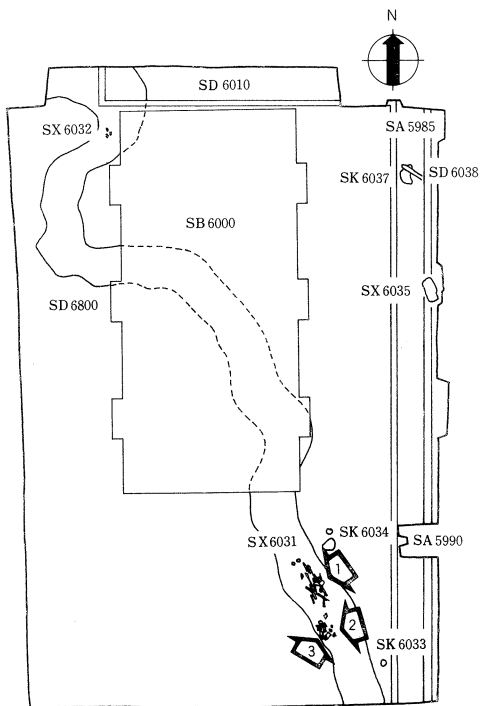 N
SD 6010
SX 6032
SA 5985
SK 6037
SD 6038
SB 6000
SX 6035
SD 6800
SK 6034
SX 6031
SA 5990
1
2
3
SK 6033